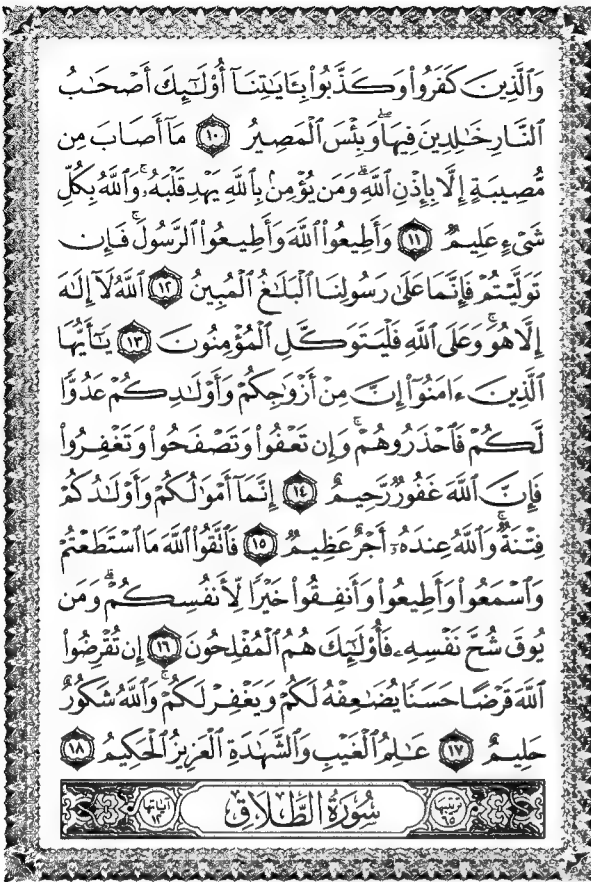 وَٱلَّذِينَ كَفَرُوا۟ وَكَذَّبُوا۟ بِـَٔايَٰتِنَآ أُو۟لَٰٓئِكَ أَصْحَٰبُ
ٱلنَّارِ خَٰلِدِينَ فِيهَا ۖ وَبِئْسَ ٱلْمَصِيرُ ١٠ مَآ أَصَابَ مِن
مُّصِيبَةٍ إِلَّا بِإِذْنِ ٱللَّهِ ۗ وَمَن يُؤْمِنۢ بِٱللَّهِ يَهْدِ قَلْبَهُۥ ۚ وَٱللَّهُ بِكُلِّ
شَىْءٍ عَلِيمٌ ١١ وَأَطِيعُوا۟ ٱللَّهَ وَأَطِيعُوا۟ ٱلرَّسُولَ ۚ فَإِن
تَوَلَّيْتُمْ فَإِنَّمَا عَلَىٰ رَسُولِنَا ٱلْبَلَٰغُ ٱلْمُبِينُ ١٢ ٱللَّهُ لَآ إِلَٰهَ
إِلَّا هُوَ ۚ وَعَلَى ٱللَّهِ فَلْيَتَوَكَّلِ ٱلْمُؤْمِنُونَ ١٣ يَٰٓأَيُّهَا
ٱلَّذِينَ ءَامَنُوٓا۟ إِنَّ مِنْ أَزْوَٰجِكُمْ وَأَوْلَٰدِكُمْ عَدُوًّا
لَّكُمْ فَٱحْذَرُوهُمْ ۚ وَإِن تَعْفُوا۟ وَتَصْفَحُوا۟ وَتَغْفِرُوا۟
فَإِنَّ ٱللَّهَ غَفُورٌ رَّحِيمٌ ١٤ إِنَّمَآ أَمْوَٰلُكُمْ وَأَوْلَٰدُكُمْ
فِتْنَةٌ ۚ وَٱللَّهُ عِندَهُۥٓ أَجْرٌ عَظِيمٌ ١٥ فَٱتَّقُوا۟ ٱللَّهَ مَا ٱسْتَطَعْتُمْ
وَٱسْمَعُوا۟ وَأَطِيعُوا۟ وَأَنفِقُوا۟ خَيْرًا لِّأَنفُسِكُمْ ۗ وَمَن
يُوقَ شُحَّ نَفْسِهِۦ فَأُو۟لَٰٓئِكَ هُمُ ٱلْمُفْلِحُونَ ١٦ إِن تُقْرِضُوا۟
ٱللَّهَ قَرْضًا حَسَنًا يُضَٰعِفْهُ لَكُمْ وَيَغْفِرْ لَكُمْ ۚ وَٱللَّهُ شَكُورٌ
حَلِيمٌ ١٧ عَٰلِمُ ٱلْغَيْبِ وَٱلشَّهَٰدَةِ ٱلْعَزِيزُ ٱلْحَكِيمُ ١٨
سُورَةُ ٱلطَّلَاقِ